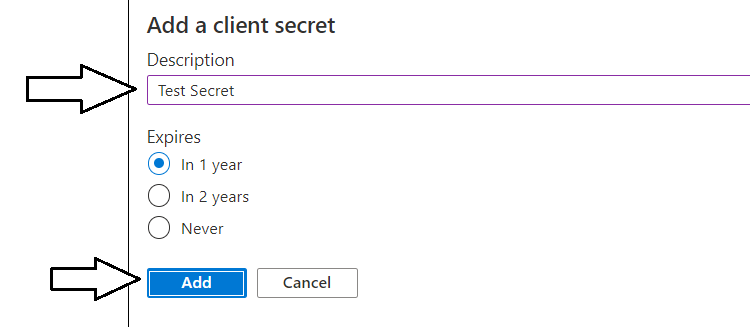 Add a client secret
Description
Test Secret
Expires
In 1 year
In 2 years
Never
Add Cancel